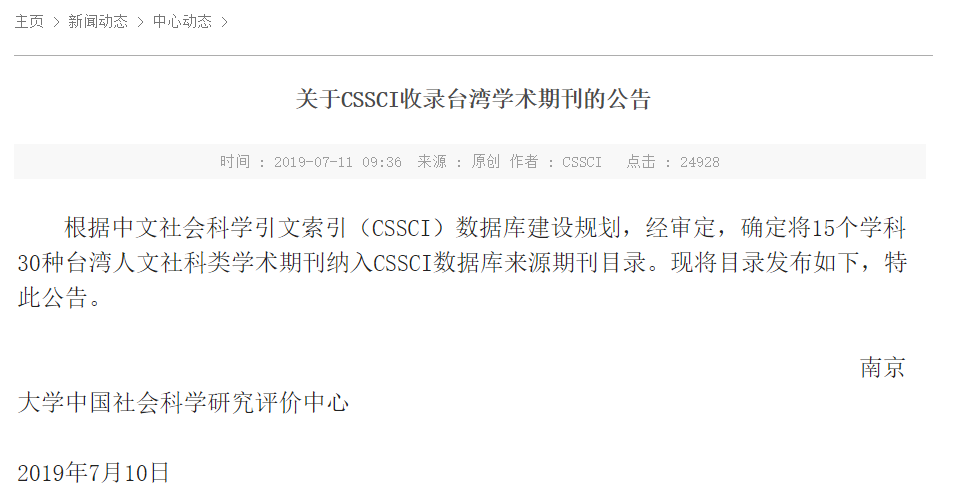 主页 > 新闻动态 > 中心动态 >
关于CSSCI收录台湾学术期刊的公告
时间 : 2019-07-11 09:36 来源 : 原创 作者 : CSSCI 点击 : 24928
根据中文社会科学引文索引（CSSCI）数据库建设规划，经审定，确定将15个学科
30种台湾人文社科类学术期刊纳入CSSCI数据库来源期刊目录。现将目录发布如下，特
此公告。
南京
大学中国社会科学研究评价中心
2019年7月10日